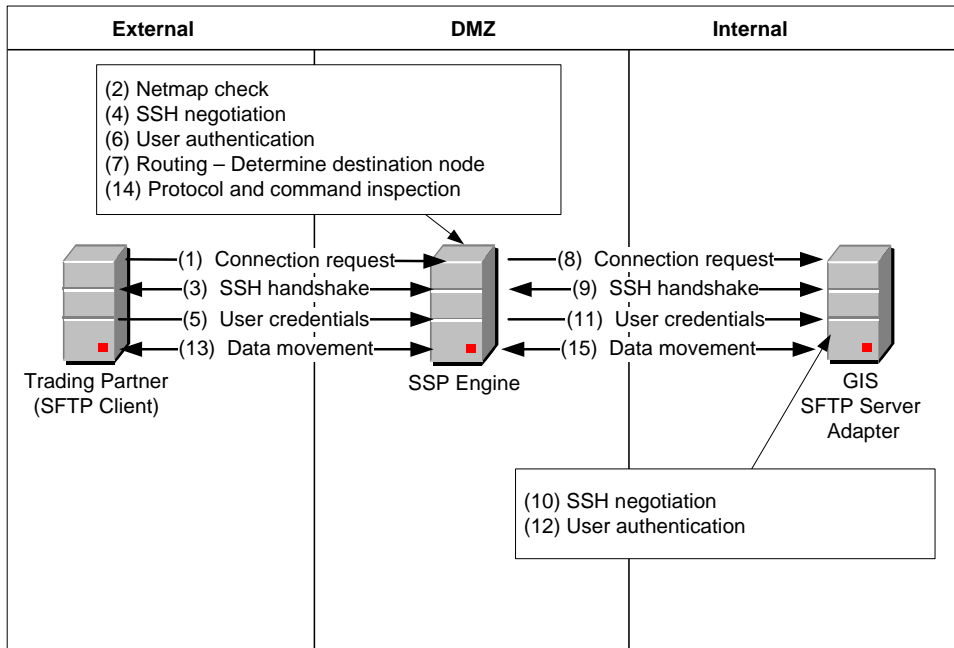 External
DMZ
Internal
(2) Netmap check
(4) SSH negotiation
(6) User authentication
(7) Routing – Determine destination node
(14) Protocol and command inspection
(1) Connection request
(3) SSH handshake
(5) User credentials
(13) Data movement
(8) Connection request
(9) SSH handshake
(11) User credentials
(15) Data movement
Trading Partner
(SFTP Client)
SSP Engine
GIS
SFTP Server
Adapter
(10) SSH negotiation
(12) User authentication